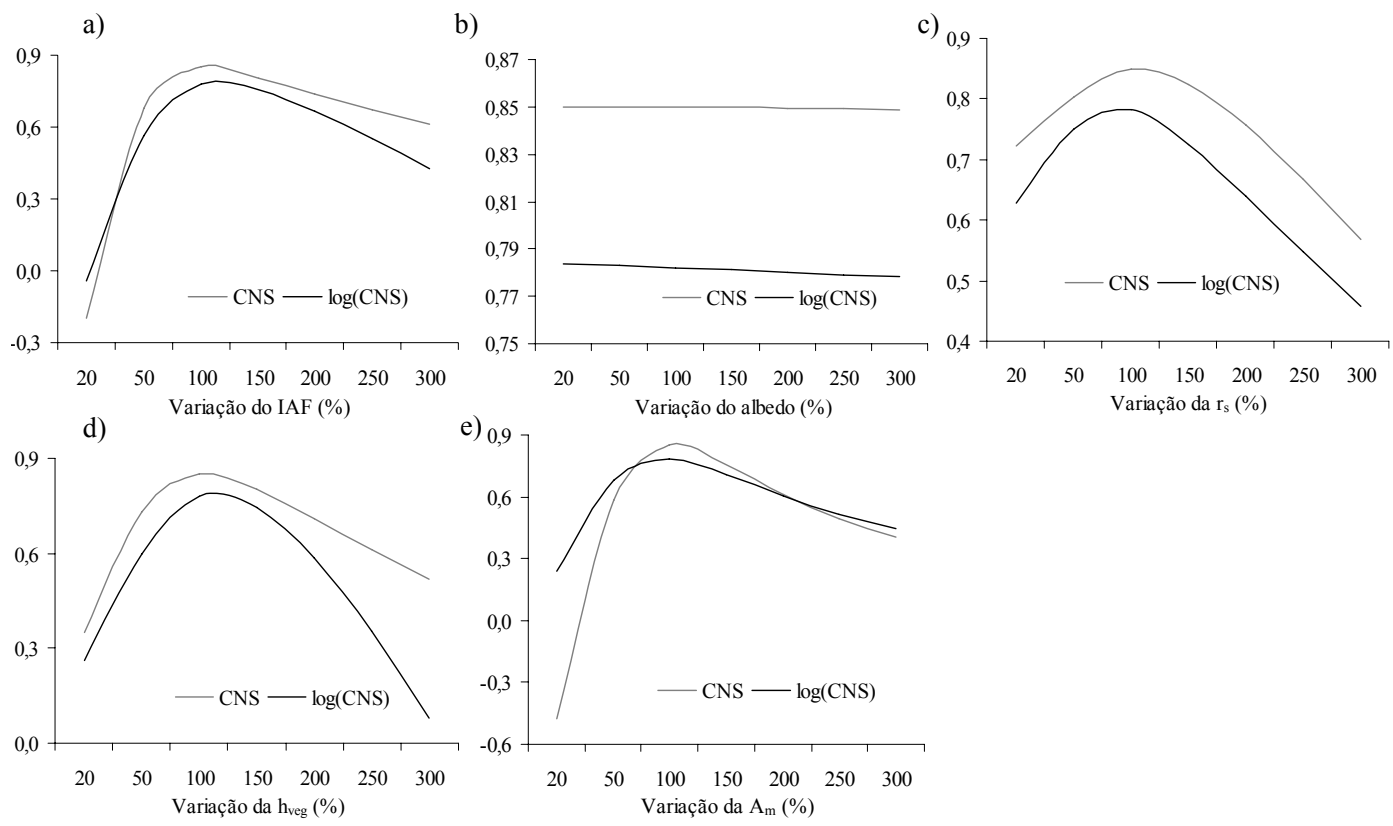 a)
0,9
0,6
0,3
0,0
-0,3
CNS log(CNS)
20 50 100 150 200 300
Variação do IAF (%)
b)
0,87
0,85
0,83
0,81
0,79
0,77
0,75
CNS log(CNS)
20 50 100 150 200 300
Variação do albedo (%)
c)
0,9
0,8
0,7
0,6
0,5
0,4
CNS log(CNS)
20 50 100 150 200 300
Variação da rs (%)
d)
0,9
0,6
0,3
0,0
CNS log(CNS)
20 50 100 150 200 300
Variação da hveg (%)
e)
0,9
0,6
0,3
0,0
-0,3
-0,6
CNS log(CNS)
20 50 100 150 200 300
Variação da Am (%)